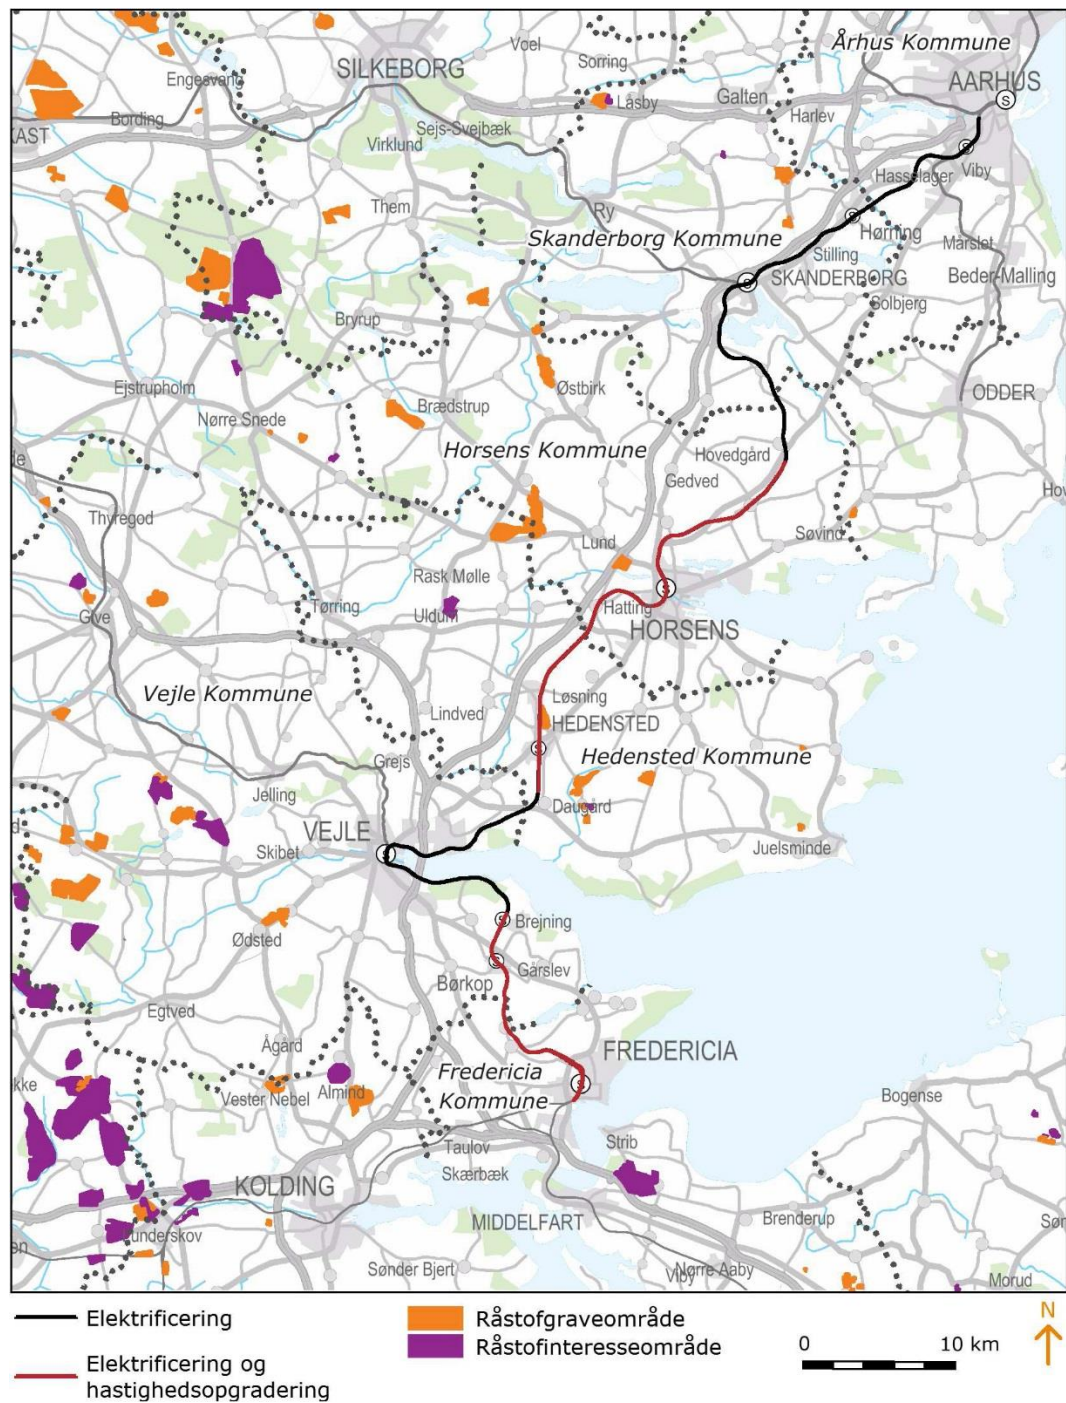 Århus Kommune
Voel
Sorring
AARHUS
SILKEBORG
Engesvang
Låsby
Galten
Bording
Harlev
Sejs-Svejbæk
KAST
Virklund
Viby
Hasselager
Them
Ry
Hørning
Skanderborg Kommune
Mårslet
Stilling
SKANDERBORG
Beder-Malling
Solbjerg
Bryrup
Ejstrupholm
Østbirk
ODDER
Brædstrup
Nørre Snede
Horsens Kommune
Hovedgård
Gedved
Hov
Thyregod
Søvind
Lund
Rask Mølle
Tørring
Uldum
Hatting
Give
HORSENS
Vejle Kommune
Løsning
Lindved
HEDENSTED
Hedensted Kommune
Grejs
Jelling
Daugård
VEJLE
Juelsminde
Skibet
Brejning
Ødsted
Gårslev
Børkop
Egtved
Ågård
FREDERICIA
Fredericia
Kommune
Almind
Vester Nebel
Bogense
Strib
Taulov
Skærbæk
KOLDING
MIDDELFART
Brenderup
Lunderskov
Sønder Bjert
Nørre Aaby
Viby
Morud
Elektrificering
Elektrificering og
hastighedsopgradering
Råstofgraveområde
Råstofinteresseområde
0 10 km
N